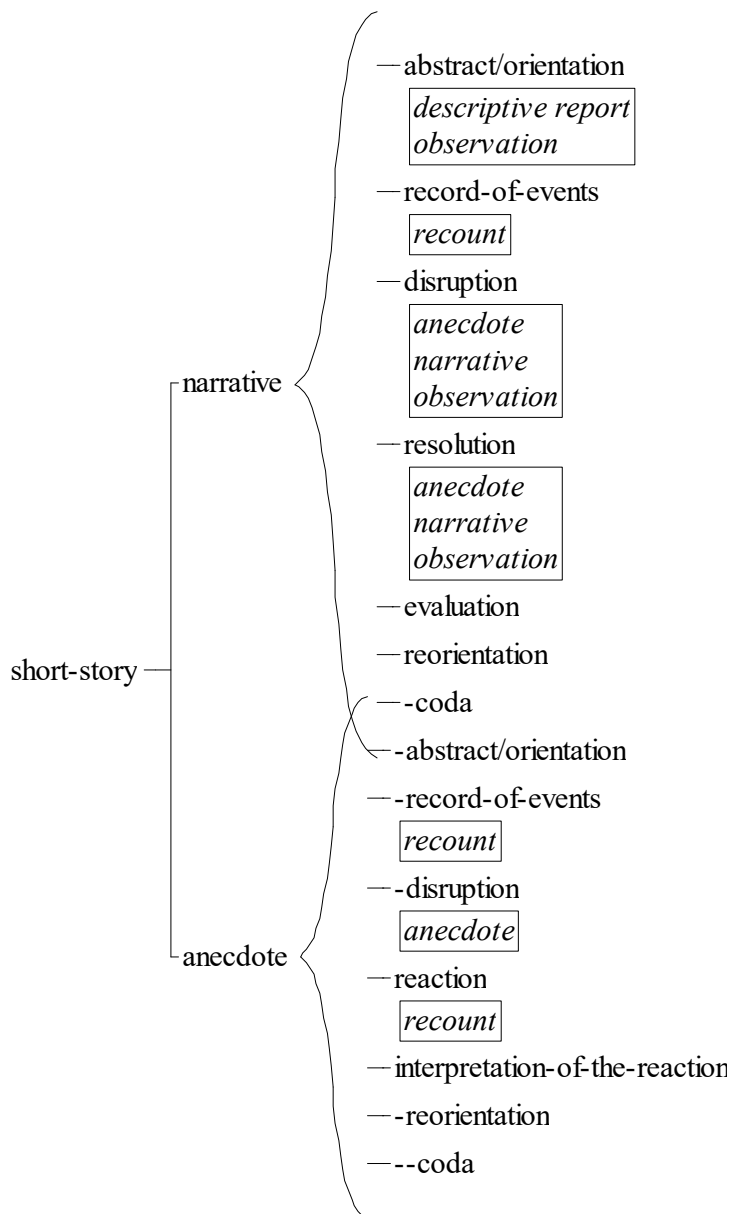 abstract/orientation
descriptive report
observation
record-of-events
recount
disruption
anecdote
narrative
observation
narrative
resolution
anecdote
narrative
observation
evaluation
reorientation
short-story
-coda
-abstract/orientation
-record-of-events
recount
-disruption
anecdote
anecdote
reaction
recount
interpretation-of-the-reaction
-reorientation
--coda